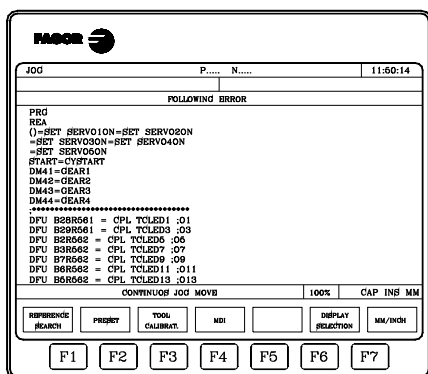 FAGOR
JOG P..... N..... 11:50:14
FOLLOWING ERROR
PRG
REA
()=SET SERVO1ON=SET SERVO2ON
=SET SERVO3ON=SET SERVO4ON
=SET SERVO5ON
START=CYSTART
DM41=GEAR1
DM42=GEAR2
DM43=GEAR3
DM44=GEAR4
;************************************
DFU B28R561 = CPL TCLED1 ;01
DFU B29R561 = CPL TCLED3 ;03
DFU B2R562 = CPL TCLED5 ;05
DFU B3R562 = CPL TCLED7 ;07
DFU B7R562 = CPL TCLED9 ;09
DFU B6R562 = CPL TCLED11 ;011
DFU B5R562 = CPL TCLED13 ;013
CONTINUOS JOG MOVE 100% CAP INS MM
REFERENCE SEARCH
PRESET
TOOL CALIBRAT.
MDI
DISPLAY SELECTION
MM/INCH
F1 F2 F3 F4 F5 F6 F7